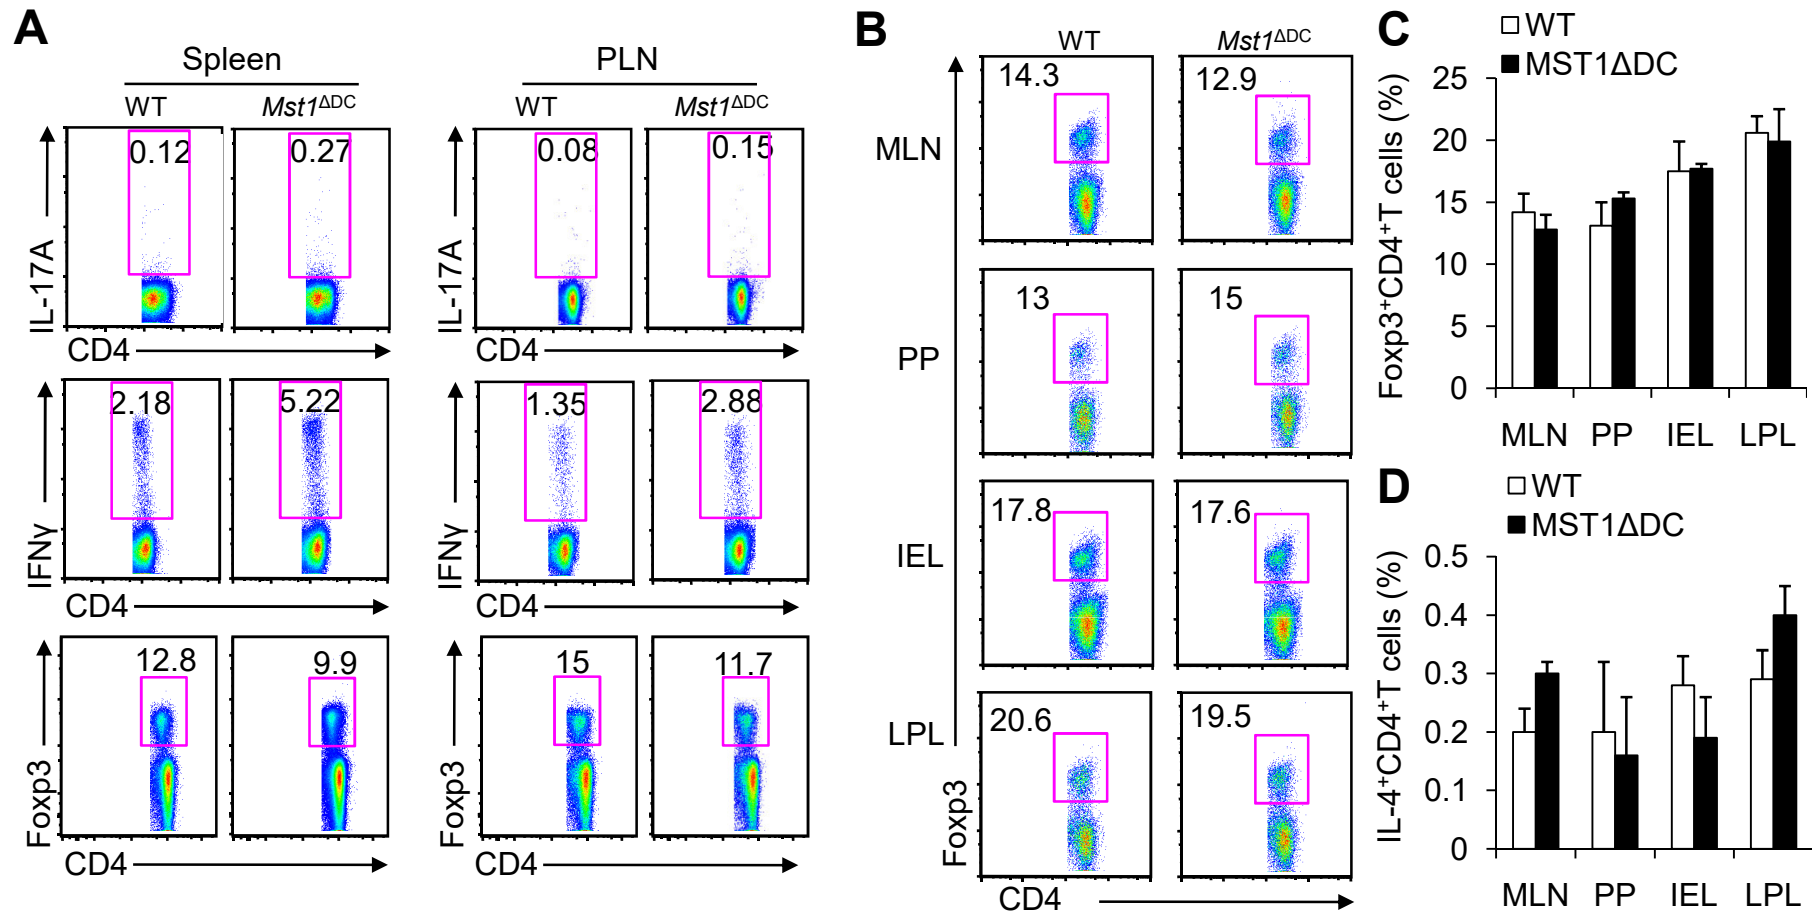 A
Spleen
PLN
WT
Mst1ΔDC
WT
Mst1ΔDC
IL-17A
0.12
0.27
CD4
IL-17A
0.08
0.15
CD4
IFNγ
2.18
5.22
CD4
IFNγ
1.35
2.88
CD4
Foxp3
12.8
9.9
CD4
Foxp3
15
11.7
CD4
B
WT
Mst1ΔDC
MLN
14.3
12.9
PP
13
15
IEL
17.8
17.6
LPL
20.6
19.5
Foxp3
CD4
C
WT
MST1ΔDC
Foxp3+CD4+T cells (%)
25
20
15
10
5
0
MLN PP IEL LPL
D
WT
MST1ΔDC
IL-4+CD4+T cells (%)
0.5
0.4
0.3
0.2
0.1
0
MLN PP IEL LPL